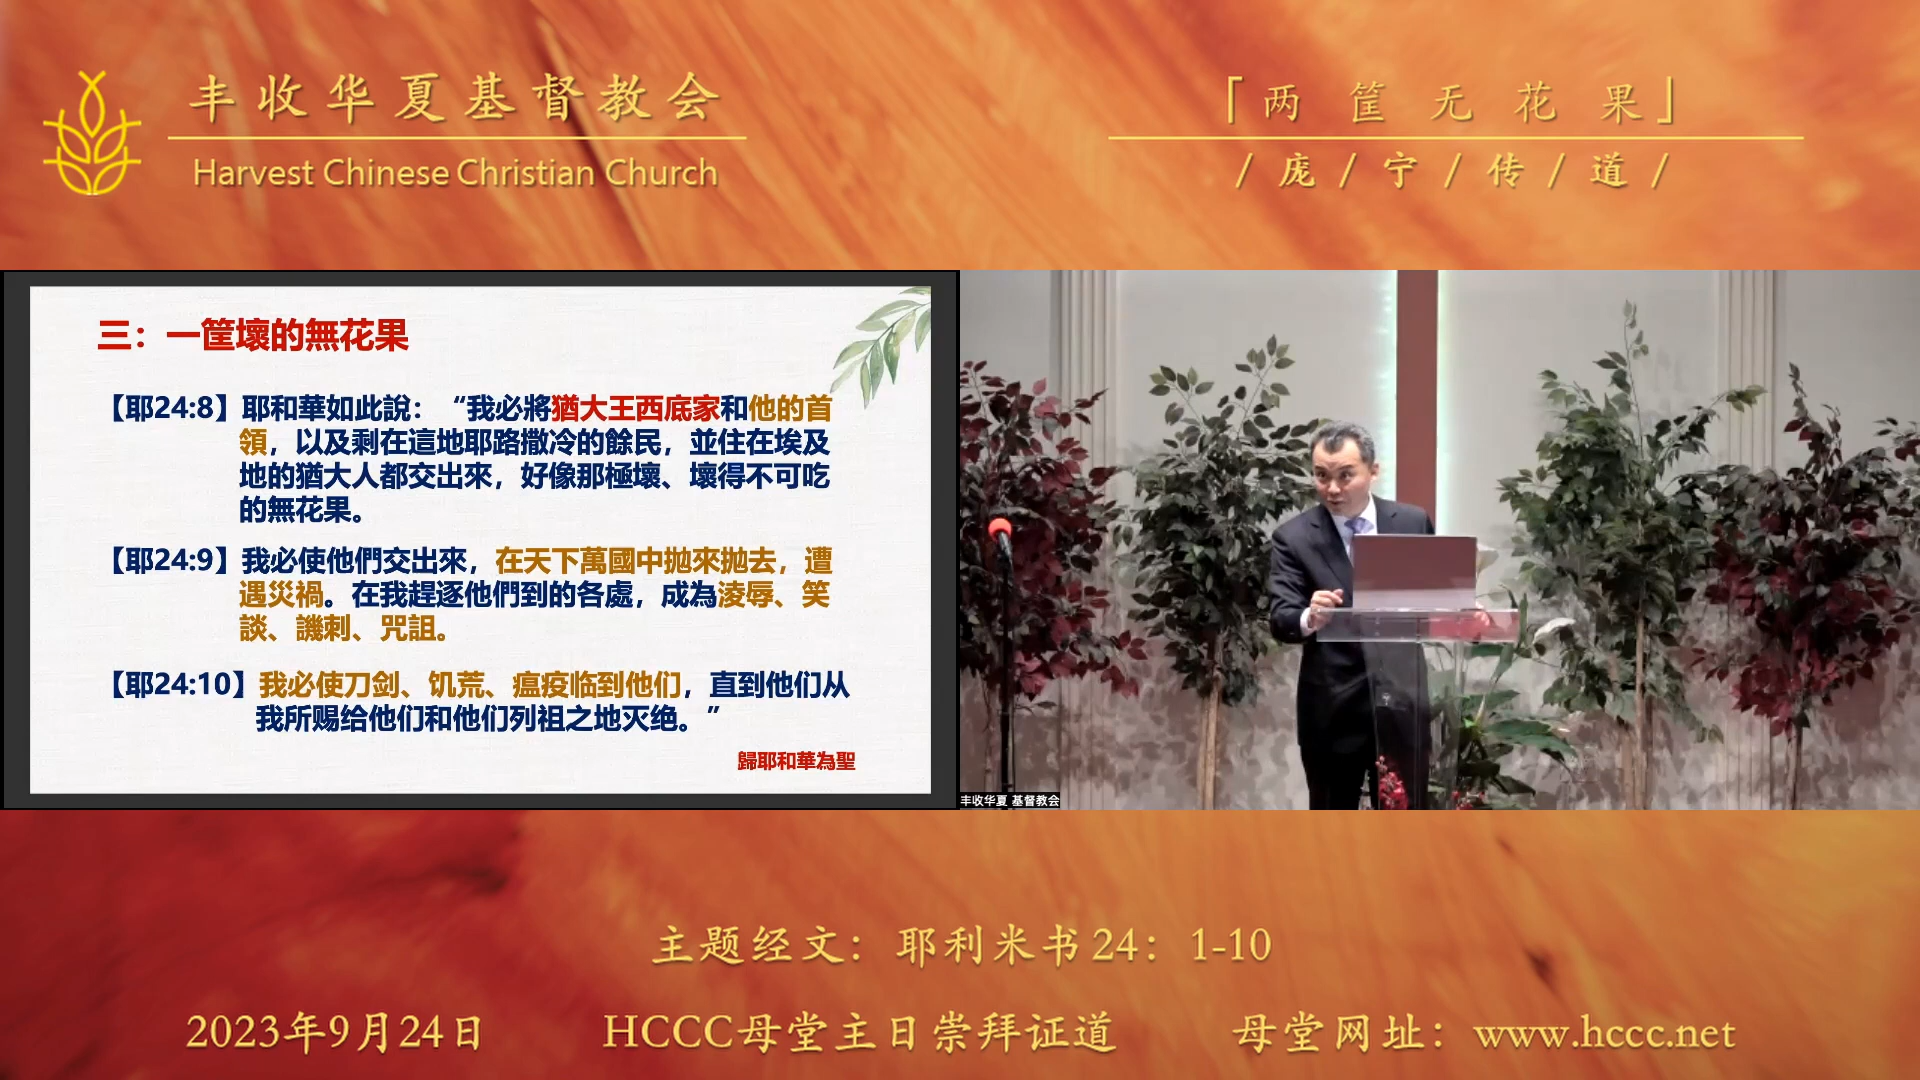 丰收华夏基督教会
Harvest Chinese Christian Church
「两筐无花果」
/ 庞 / 宁 / 传 / 道 /
三：一筐壞的無花果
【耶24:8】耶和華如此說：“我必將猶大王西底家和他的首
領，以及剩在這地耶路撒冷的餘民，並住在埃及
地的猶大人都交出來，好像那極壞、壞得不可吃
的無花果。
【耶24:9】我必使他們交出來，在天下萬國中拋來拋去，遭
遇災禍。在我趕逐他們到的各處，成為淩辱、笑
談、譏刺、咒詛。
【耶24:10】我必使刀剑、饥荒、瘟疫临到他们，直到他们从
我所赐给他们和他们列祖之地灭绝。”
歸耶和華為聖
丰收华夏 基督教会
主题经文：耶利米书 24：1-10
2023年9月24日
HCCC母堂主日崇拜证道
母堂网址：www.hccc.net